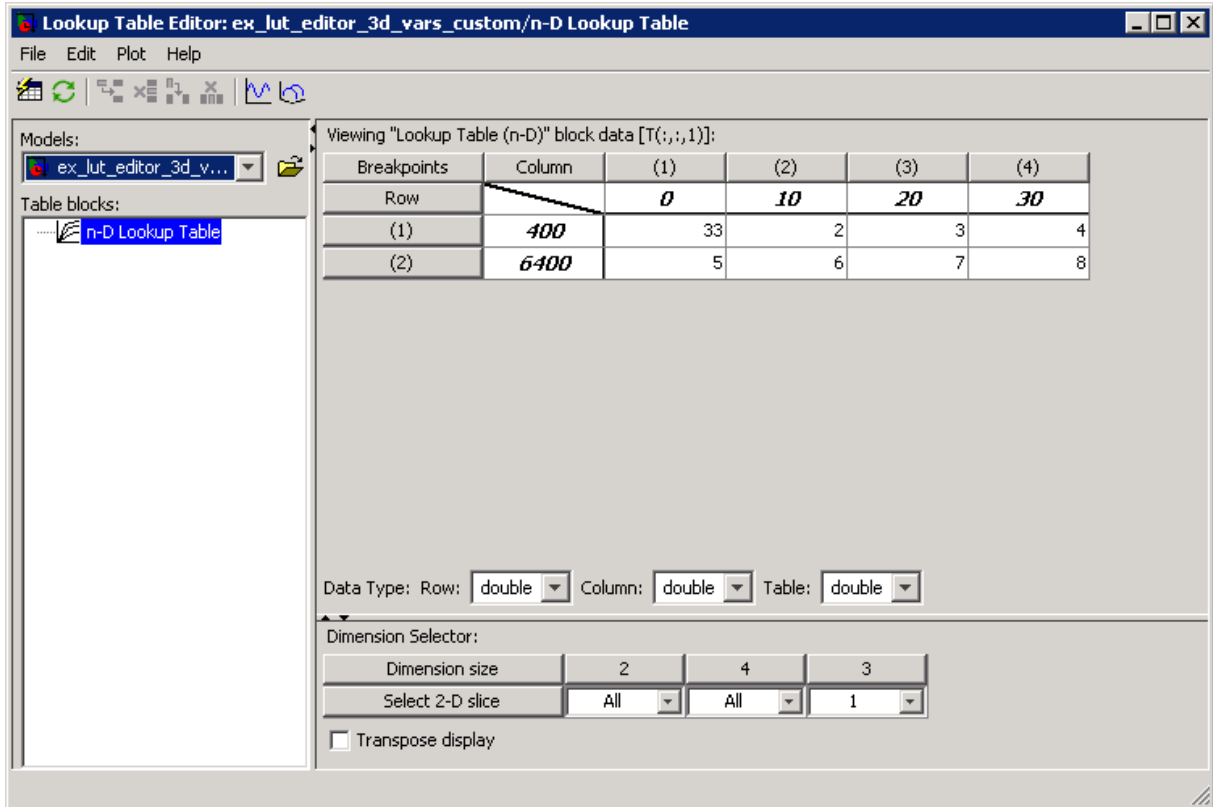 Lookup Table Editor: ex_lut_editor_3d_vars_custom/n-D Lookup Table
File Edit Plot Help
Models:
ex_lut_editor_3d_v...
Table blocks:
n-D Lookup Table
Viewing "Lookup Table (n-D)" block data [T(:,:,1)]:
Breakpoints Column (1) (2) (3) (4)
Row 0 10 20 30
(1) 400 33 2 3 4
(2) 6400 5 6 7 8
Data Type: Row: double Column: double Table: double
Dimension Selector:
Dimension size 2 4 3
Select 2-D slice All All 1
Transpose display